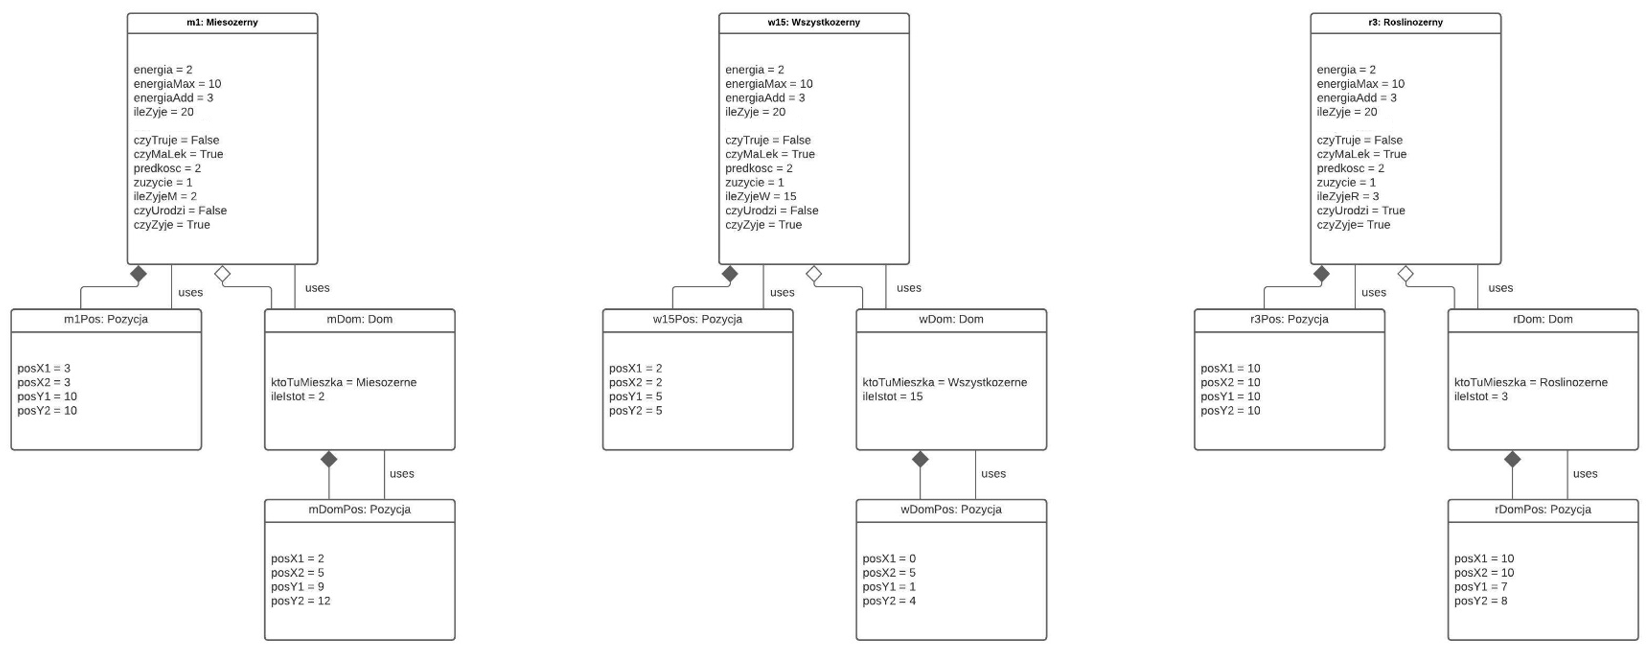 m1: Miesozerny
energia = 2
energiaMax = 10
energiaAdd = 3
ileZyje = 20
czyTruje = False
czyMaLek = True
predkosc = 2
zuzycie = 1
ileZyjeM = 2
czyUrodzi = False
czyZyje = True
uses
uses
m1Pos: Pozycja
posX1 = 3
posX2 = 3
posY1 = 10
posY2 = 10
mDom: Dom
ktoTuMieszka = Miesozerne
ileIstot = 2
uses
mDomPos: Pozycja
posX1 = 2
posX2 = 5
posY1 = 9
posY2 = 12
w15: Wszystkozerny
energia = 2
energiaMax = 10
energiaAdd = 3
ileZyje = 20
czyTruje = False
czyMaLek = True
predkosc = 2
zuzycie = 1
ileZyjeW = 15
czyUrodzi = False
czyZyje = True
uses
uses
w15Pos: Pozycja
posX1 = 2
posX2 = 2
posY1 = 5
posY2 = 5
wDom: Dom
ktoTuMieszka = Wszystkozerne
ileIstot = 15
uses
wDomPos: Pozycja
posX1 = 0
posX2 = 5
posY1 = 1
posY2 = 4
r3: Roslinozerny
energia = 2
energiaMax = 10
energiaAdd = 3
ileZyje = 20
czyTruje = False
czyMaLek = True
predkosc = 2
zuzycie = 1
ileZyjeR = 3
czyUrodzi = True
czyZyje= True
uses
uses
r3Pos: Pozycja
posX1 = 10
posX2 = 10
posY1 = 10
posY2 = 10
rDom: Dom
ktoTuMieszka = Roslinozerne
ileIstot = 3
uses
rDomPos: Pozycja
posX1 = 10
posX2 = 10
posY1 = 7
posY2 = 8